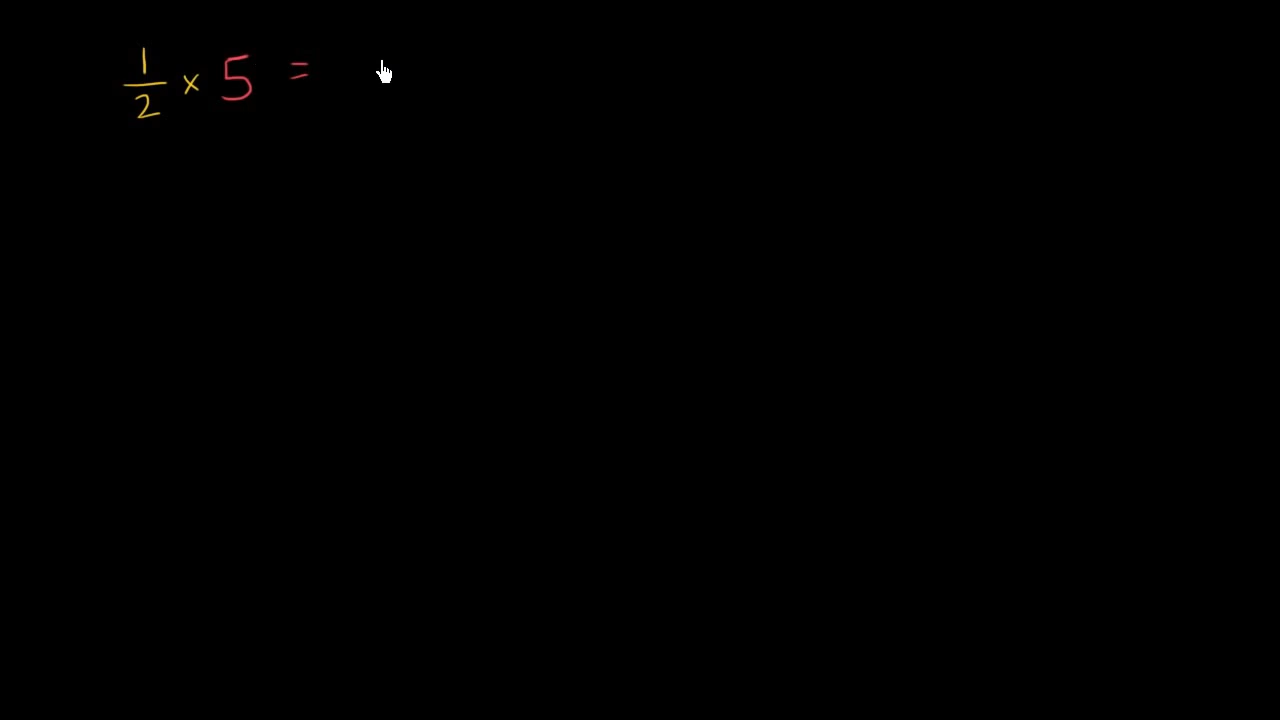 1/2 × 5 =